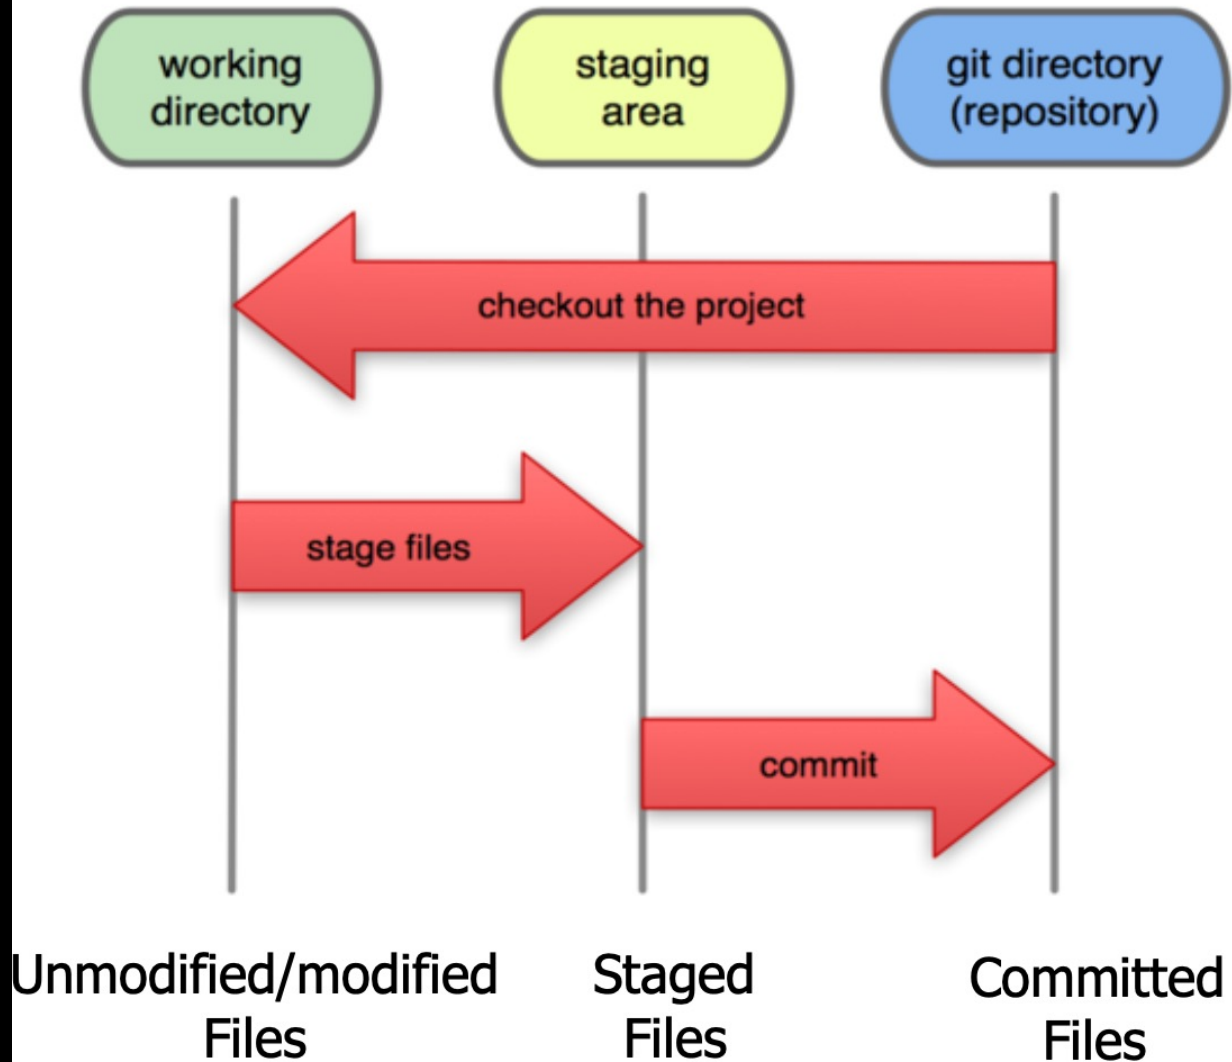 working
directory
staging
area
git directory
(repository)
checkout the project
stage files
commit
Unmodified/modified
Files
Staged
Files
Committed
Files